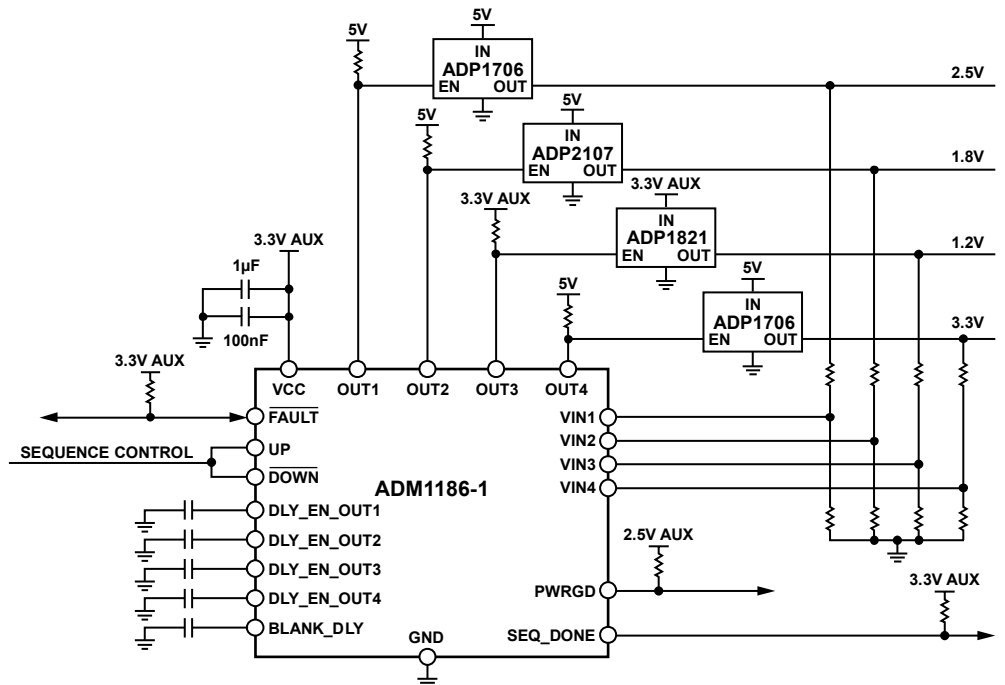 5V
5V
IN
ADP1706
EN OUT
2.5V
5V
5V
IN
ADP2107
EN OUT
1.8V
3.3V AUX
3.3V AUX
IN
ADP1821
EN OUT
1.2V
3.3V AUX
1µF
100nF
5V
5V
IN
ADP1706
EN OUT
3.3V
3.3V AUX
VCC
OUT1
OUT2
OUT3
OUT4
FAULT
UP
SEQUENCE CONTROL
DOWN
DLY_EN_OUT1
DLY_EN_OUT2
DLY_EN_OUT3
DLY_EN_OUT4
BLANK_DLY
ADM1186-1
GND
VIN1
VIN2
VIN3
VIN4
2.5V AUX
PWRGD
3.3V AUX
SEQ_DONE